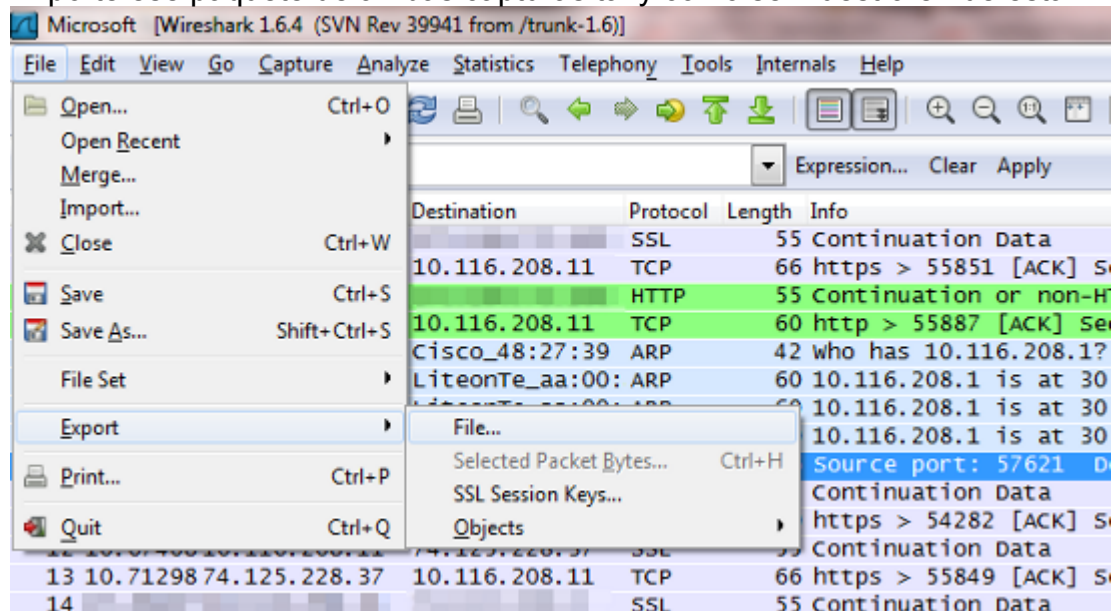 Microsoft [Wireshark 1.6.4 (SVN Rev 39941 from /trunk-1.6)]
File Edit View Go Capture Analyze Statistics Telephony Tools Internals Help
Open... Ctrl+O
Open Recent
Merge...
Import...
Close Ctrl+W
Save Ctrl+S
Save As... Shift+Ctrl+S
File Set
Export
Print... Ctrl+P
Quit Ctrl+Q
File...
Selected Packet Bytes... Ctrl+H
SSL Session Keys...
Objects
Expression... Clear Apply
Destination Protocol Length Info
SSL 55 Continuation Data
10.116.208.11 TCP 66 https > 55851 [ACK]
HTTP 55 Continuation or
10.116.208.11 TCP 60 http > 55887 [ACK]
Cisco_48:27:39 ARP 42 who has 10.116.208.1?
LiteonTe_aa:00: ARP 60 10.116.208.1 is at 30
10.116.208.1 is at 30
10.116.208.1 is at 30
Source port: 57621
Continuation Data
https > 54282 [ACK]
Continuation Data
13 10.71298 74.125.228.37 10.116.208.11 TCP 66 https > 55849 [ACK]
14 SSL 55 Continuation Data